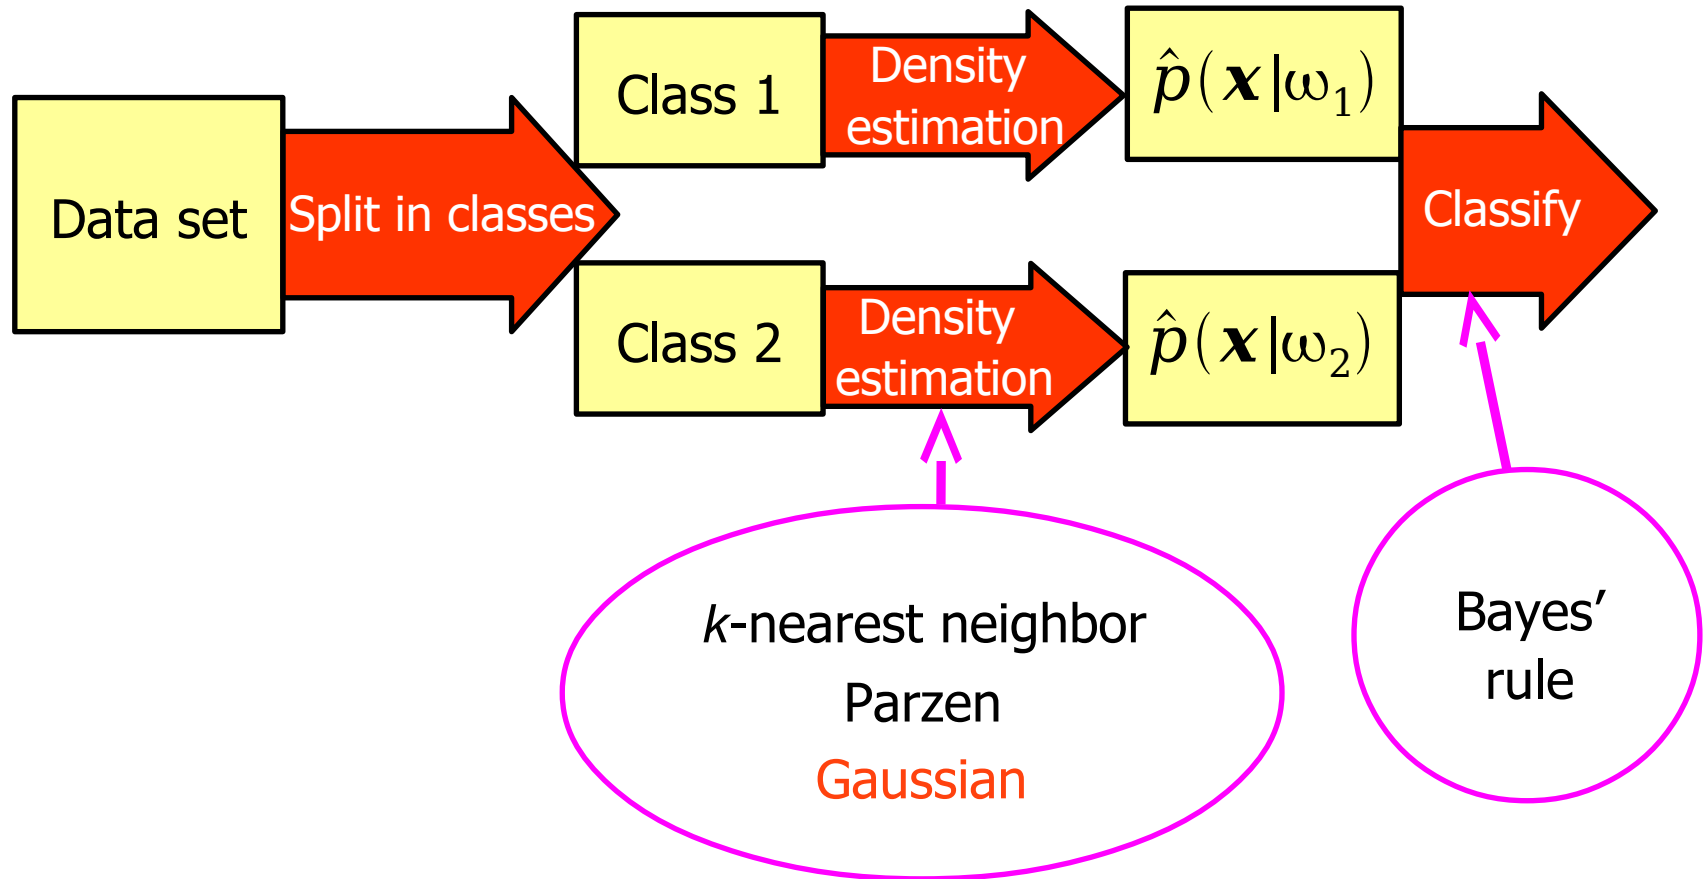 Data set
Split in classes
Class 1
Density
estimation
p̂(x|ω₁)
Class 2
Density
estimation
p̂(x|ω₂)
Classify
k-nearest neighbor
Parzen
Gaussian
Bayes’
rule